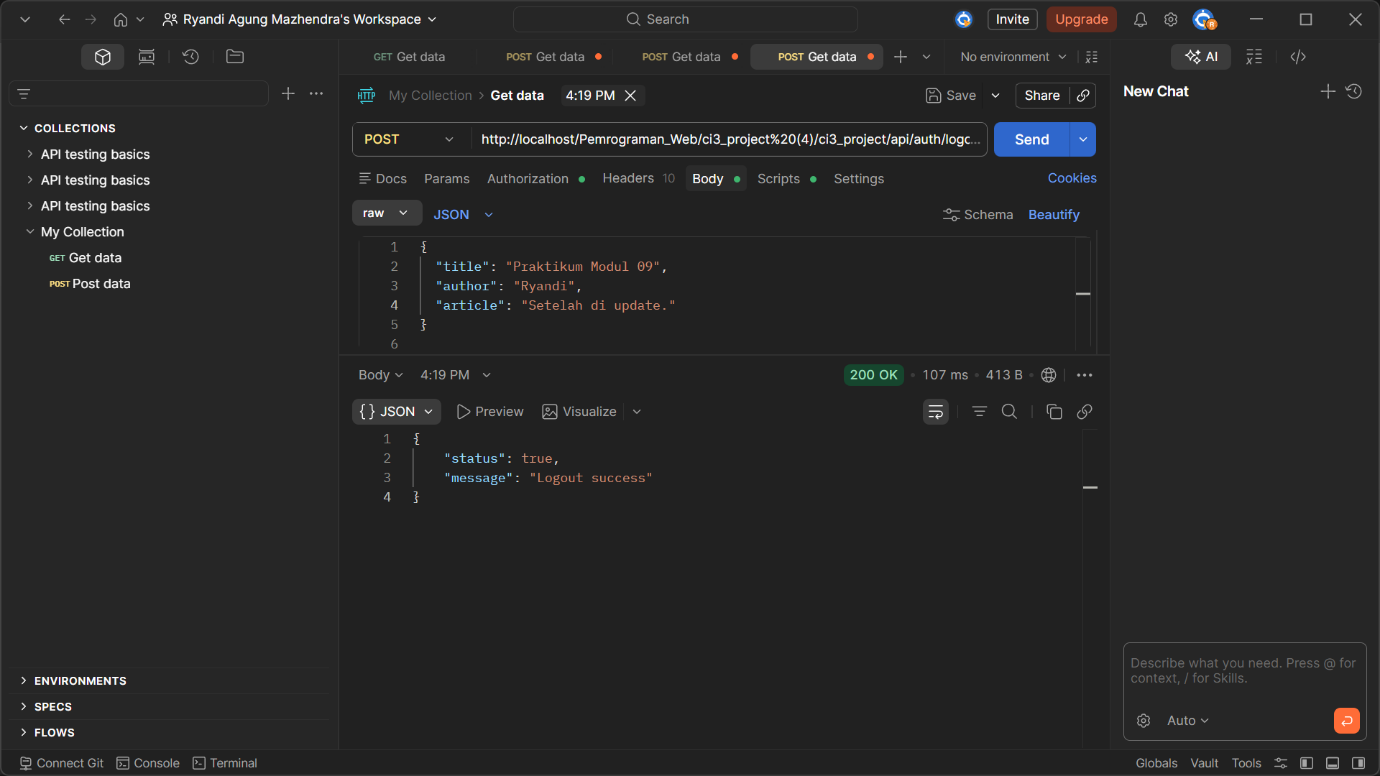 Ryandi Agung Mazhendra's Workspace
Search
Invite
Upgrade
GET Get data
POST Get data
POST Get data
POST Get data
No environment
AI
My Collection > Get data
4:19 PM
Save
Share
New Chat
COLLECTIONS
API testing basics
API testing basics
API testing basics
My Collection
GET Get data
POST Post data
POST
http://localhost/Pemrograman_Web/ci3_project%20(4)/ci3_project/api/auth/logo...
Send
Docs
Params
Authorization
Headers 10
Body
Scripts
Settings
Cookies
raw
JSON
Schema
Beautify
1 {
2 "title": "Praktikum Modul 09",
3 "author": "Ryandi",
4 "article": "Setelah di update."
5 }
6
Body
4:19 PM
200 OK
107 ms
413 B
{} JSON
Preview
Visualize
1 {
2 "status": true,
3 "message": "Logout success"
4 }
ENVIRONMENTS
SPECS
FLOWS
Describe what you need. Press @ for
context, / for Skills.
Auto
Connect Git
Console
Terminal
Globals
Vault
Tools